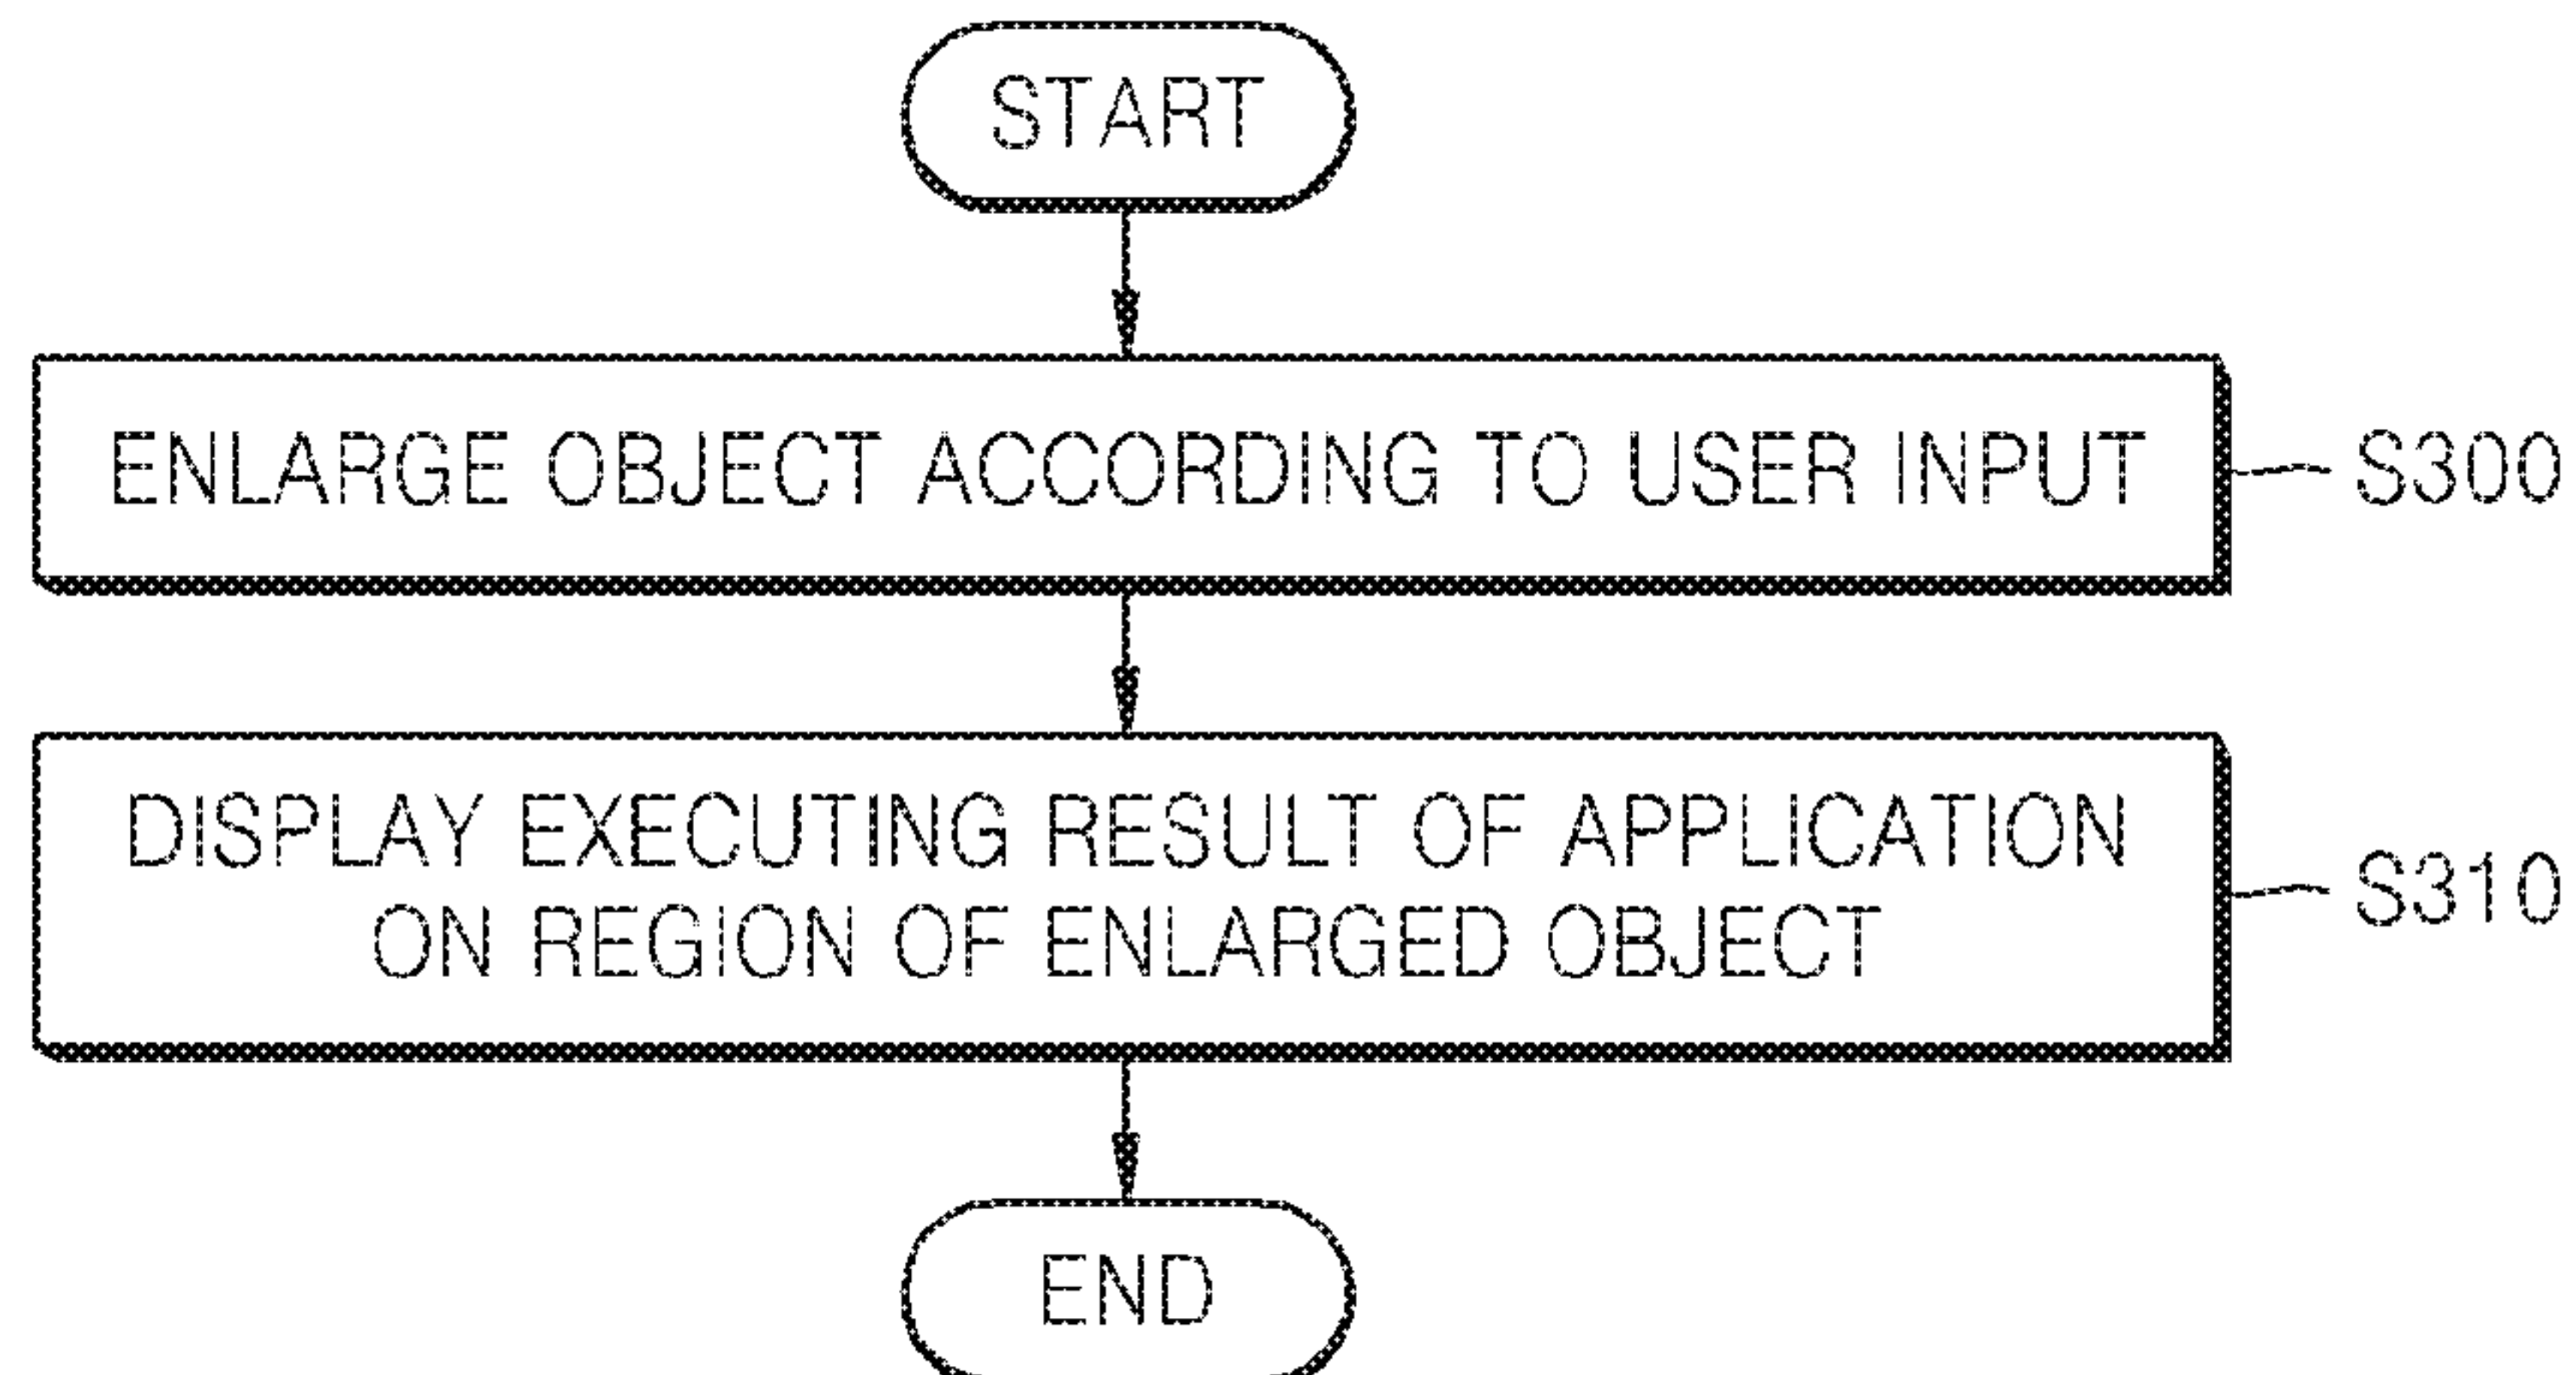 START
ENLARGE OBJECT ACCORDING TO USER INPUT
S300
DISPLAY EXECUTING RESULT OF APPLICATION
ON REGION OF ENLARGED OBJECT
S310
END